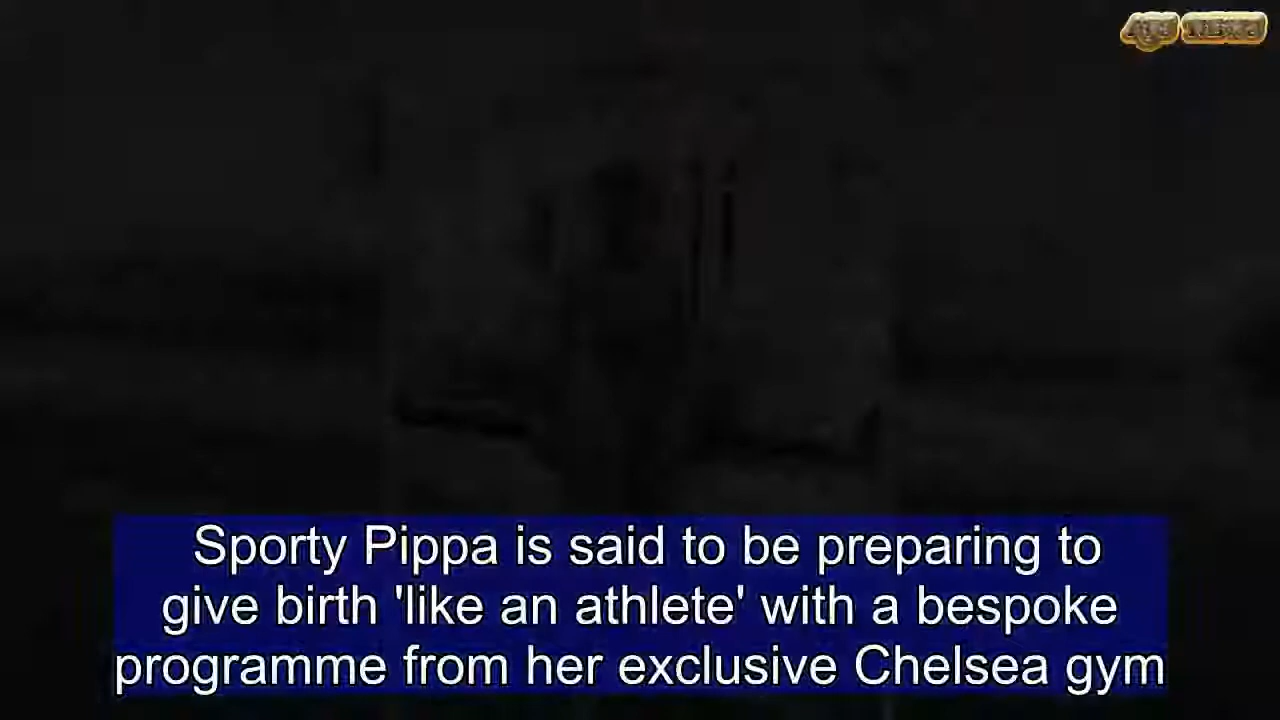 Sporty Pippa is said to be preparing to
give birth 'like an athlete' with a bespoke
programme from her exclusive Chelsea gym